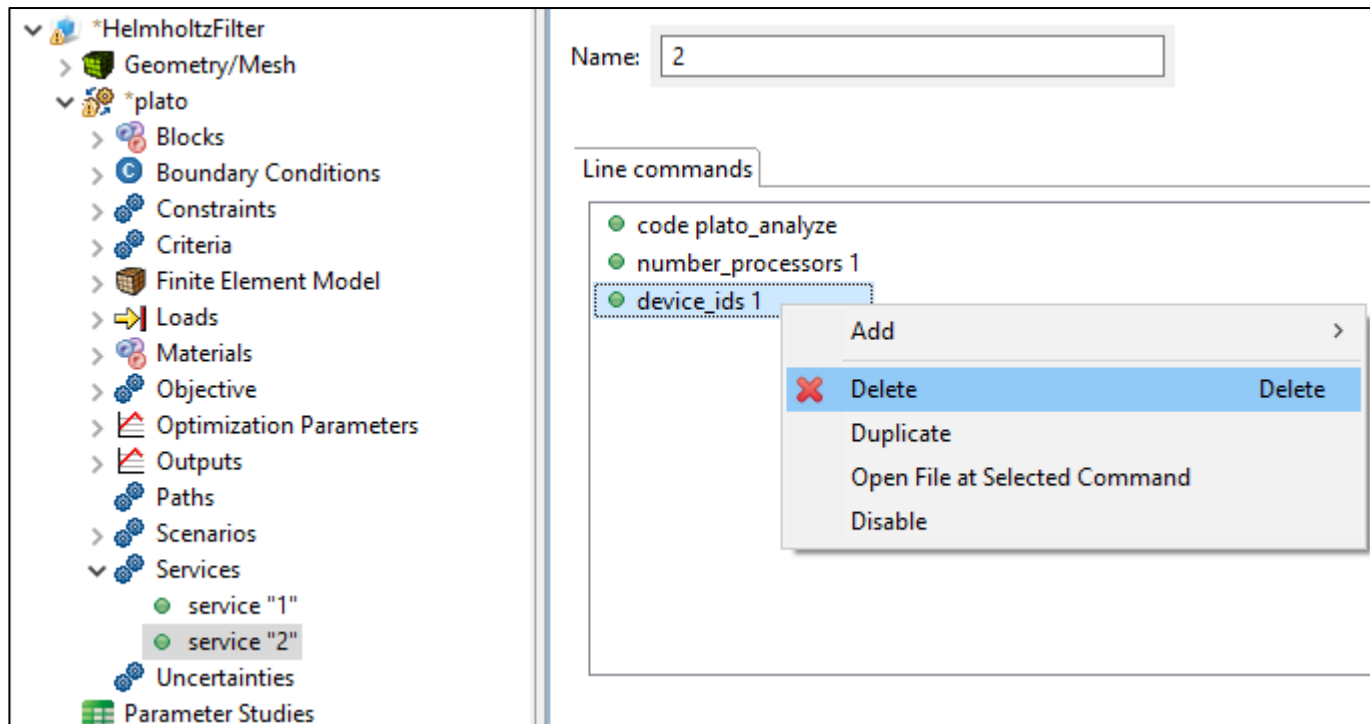 *HelmholtzFilter
Geometry/Mesh
*plato
Blocks
Boundary Conditions
Constraints
Criteria
Finite Element Model
Loads
Materials
Objective
Optimization Parameters
Outputs
Paths
Scenarios
Services
service "1"
service "2"
Uncertainties
Parameter Studies
Name: 2
Line commands
code plato_analyze
number_processors 1
device_ids 1
Add
Delete Delete
Duplicate
Open File at Selected Command
Disable